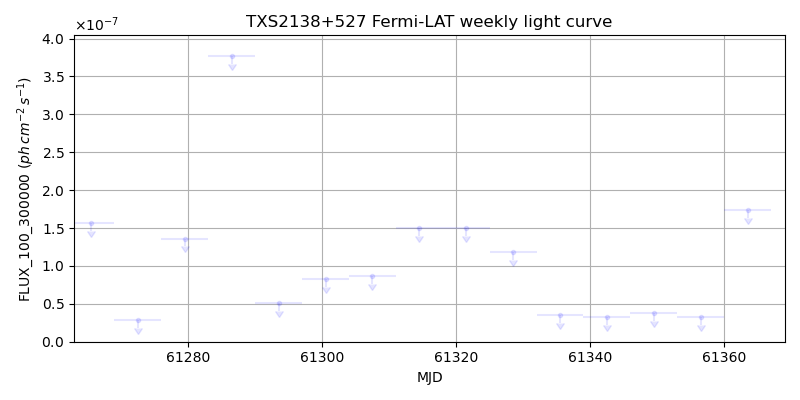 TXS2138+527 Fermi-LAT weekly light curve
×10⁻⁷
FLUX_100_300000 (ph cm⁻² s⁻¹)
4.0
3.5
3.0
2.5
2.0
1.5
1.0
0.5
0.0
61280 61300 61320 61340 61360
MJD